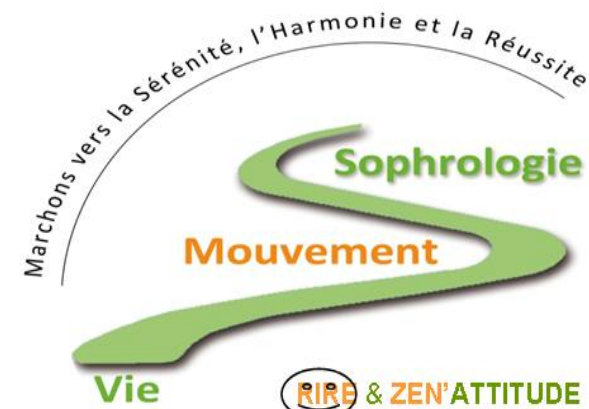 Marchons vers la Sérénité, l'Harmonie et la Réussite
Sophrologie
Mouvement
Vie
RIRE & ZEN'ATTITUDE